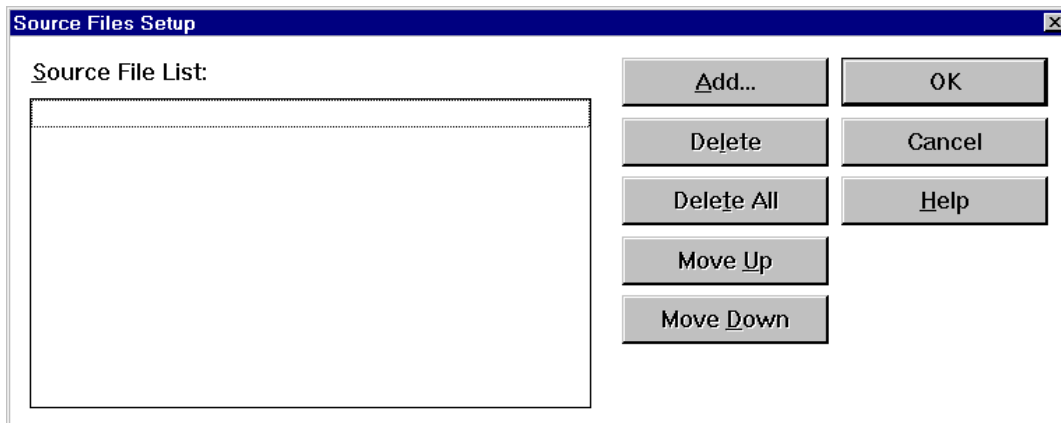 Source Files Setup
Source File List:
Add...
OK
Delete
Cancel
Delete All
Help
Move Up
Move Down